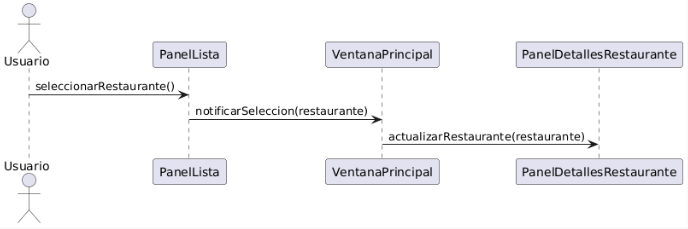 Usuario
PanelLista
VentanaPrincipal
PanelDetallesRestaurante
seleccionarRestaurante()
notificarSeleccion(restaurante)
actualizarRestaurante(restaurante)
Usuario
PanelLista
VentanaPrincipal
PanelDetallesRestaurante